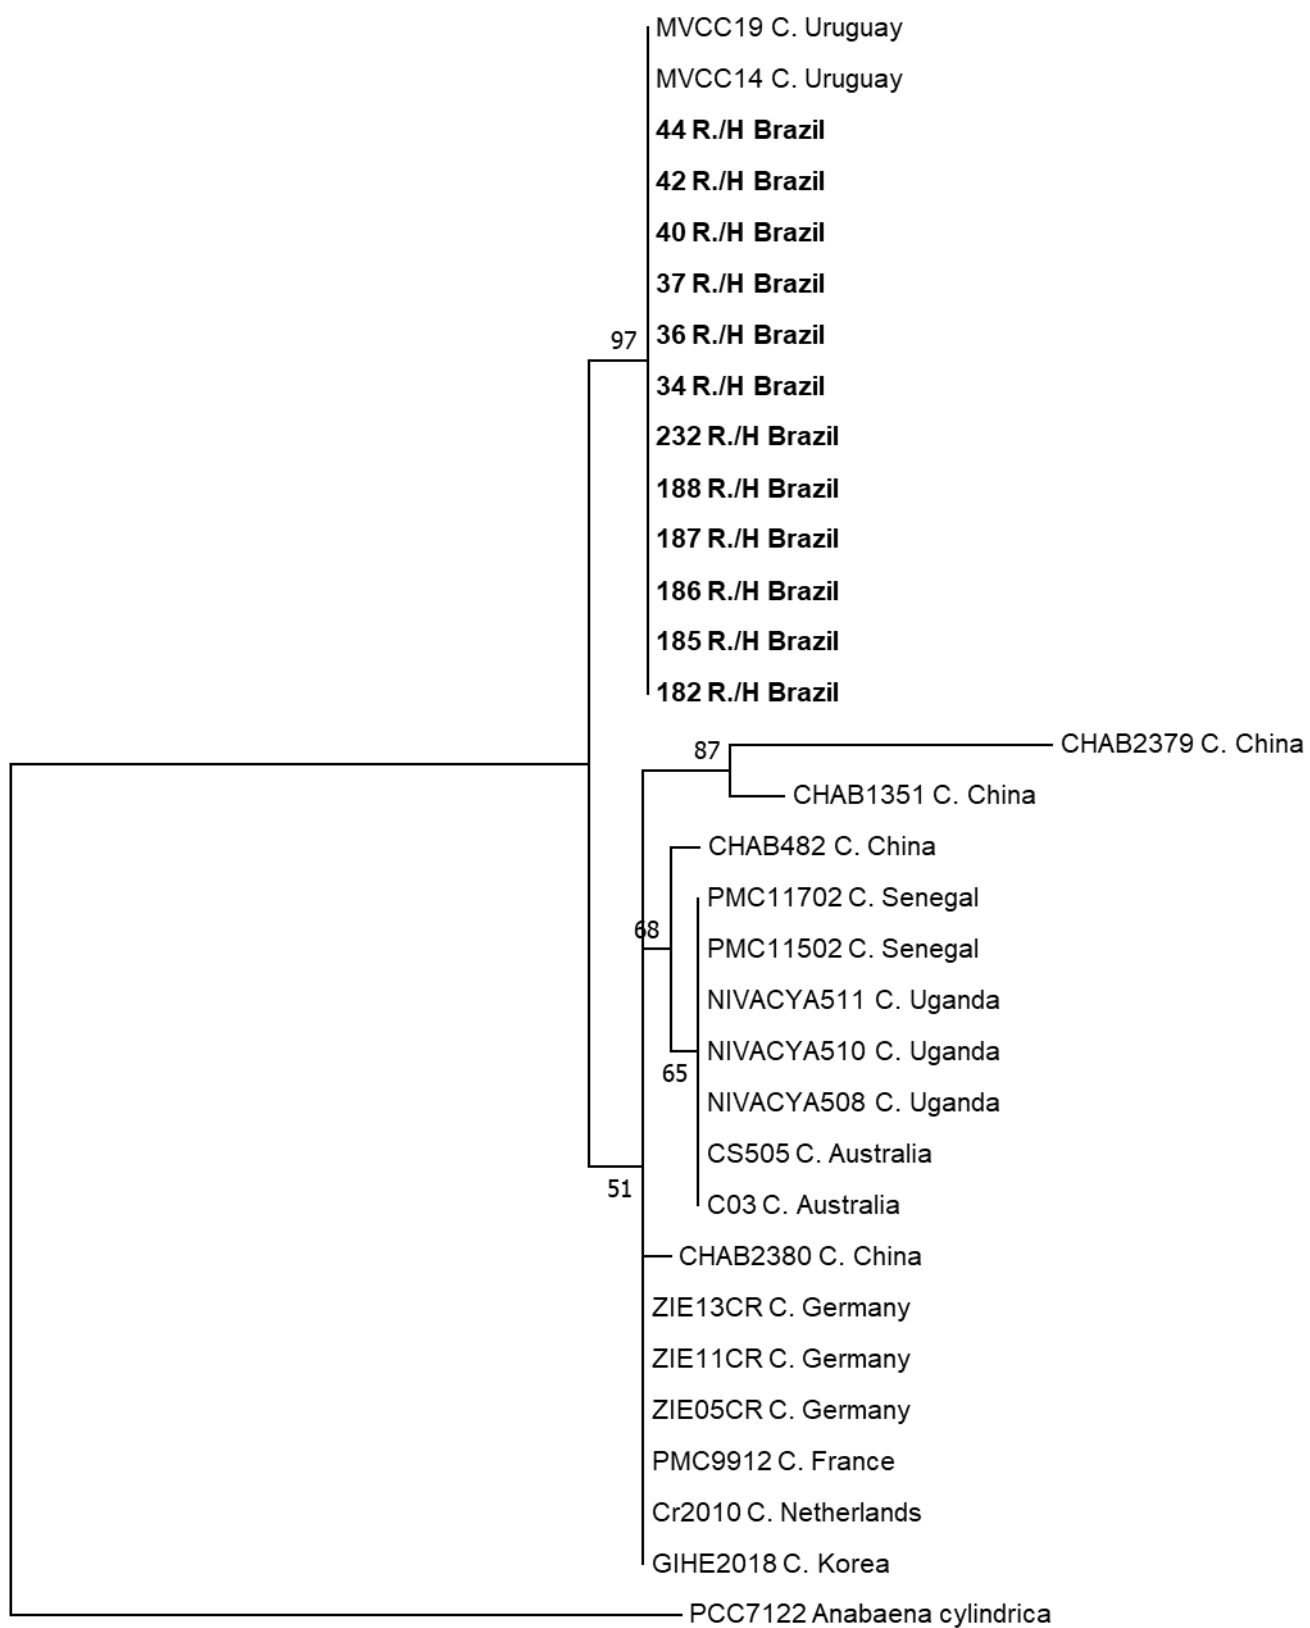 MVCC19 C. Uruguay
MVCC14 C. Uruguay
44 R./H Brazil
42 R./H Brazil
40 R./H Brazil
37 R./H Brazil
97
36 R./H Brazil
34 R./H Brazil
232 R./H Brazil
188 R./H Brazil
187 R./H Brazil
186 R./H Brazil
185 R./H Brazil
182 R./H Brazil
CHAB2379 C. China
87
CHAB1351 C. China
CHAB482 C. China
PMC11702 C. Senegal
68
PMC11502 C. Senegal
NIVACYA511 C. Uganda
NIVACYA510 C. Uganda
65
NIVACYA508 C. Uganda
CS505 C. Australia
51
C03 C. Australia
CHAB2380 C. China
ZIE13CR C. Germany
ZIE11CR C. Germany
ZIE05CR C. Germany
PMC9912 C. France
Cr2010 C. Netherlands
GIHE2018 C. Korea
PCC7122 Anabaena cylindrica